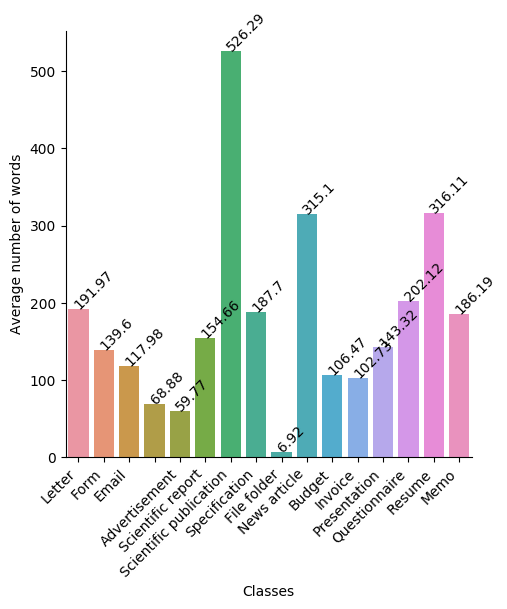 526.29
500
400
315.1
316.11
300
191.97
202.12
187.7
186.19
200
154.66
143.32
139.6
117.98
106.47
102.73
100
68.88
59.77
6.92
0
Average number of words
Letter
Form
Email
Advertisement
Scientific report
Scientific publication
Specification
File folder
News article
Budget
Invoice
Presentation
Questionnaire
Resume
Memo
Classes